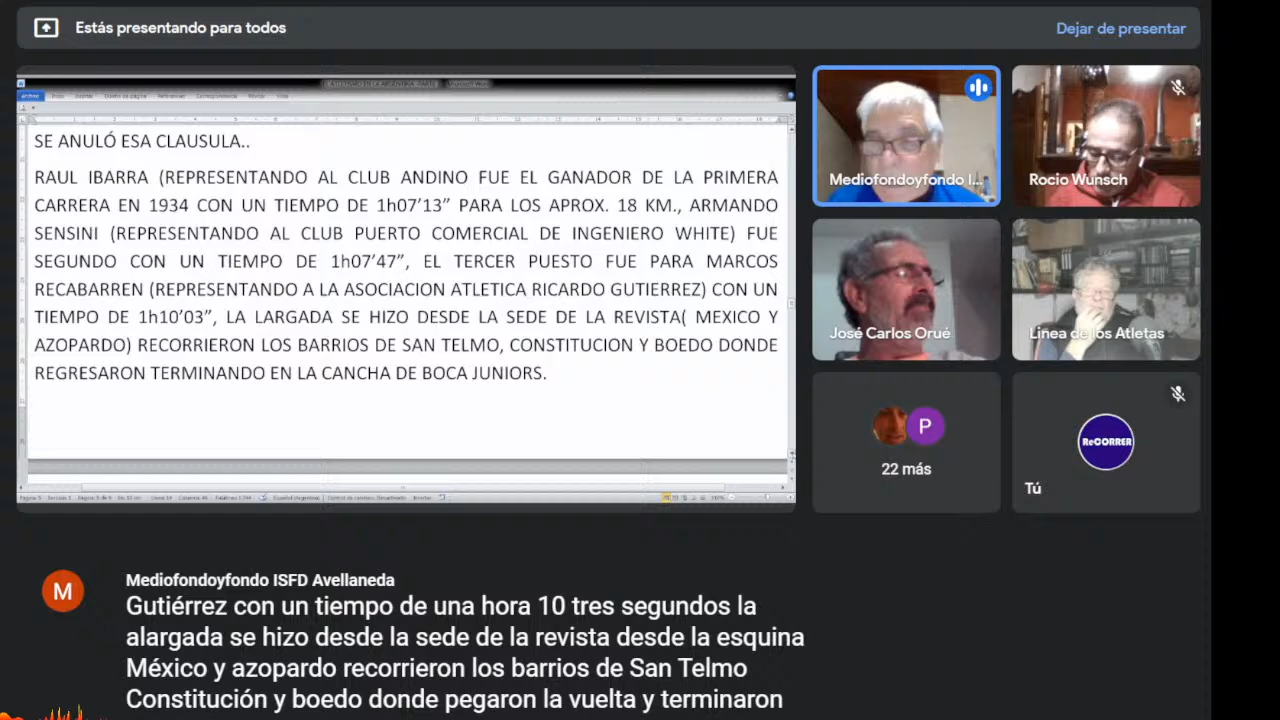 Estás presentando para todos
Dejar de presentar
SE ANULÓ ESA CLAUSULA..
RAUL IBARRA (REPRESENTANDO AL CLUB ANDINO FUE EL GANADOR DE LA PRIMERA
CARRERA EN 1934 CON UN TIEMPO DE 1h07'13” PARA LOS APROX. 18 KM., ARMANDO
SENSINI (REPRESENTANDO AL CLUB PUERTO COMERCIAL DE INGENIERO WHITE) FUE
SEGUNDO CON UN TIEMPO DE 1h07'47”, EL TERCER PUESTO FUE PARA MARCOS
RECABARREN (REPRESENTANDO A LA ASOCIACION ATLETICA RICARDO GUTIERREZ) CON UN
TIEMPO DE 1h10'03”, LA LARGADA SE HIZO DESDE LA SEDE DE LA REVISTA( MEXICO Y
AZOPARDO) RECORRIERON LOS BARRIOS DE SAN TELMO, CONSTITUCION Y BOEDO DONDE
REGRESARON TERMINANDO EN LA CANCHA DE BOCA JUNIORS.
Mediofondoyfondo I...
Rocio Wunsch
José Carlos Orué
Linea de los Atletas
P
22 más
ReCORRER
Tú
M
Mediofondoyfondo ISFD Avellaneda
Gutiérrez con un tiempo de una hora 10 tres segundos la
alargada se hizo desde la sede de la revista desde la esquina
México y azopardo recorrieron los barrios de San Telmo
Constitución y boedo donde pegaron la vuelta y terminaron